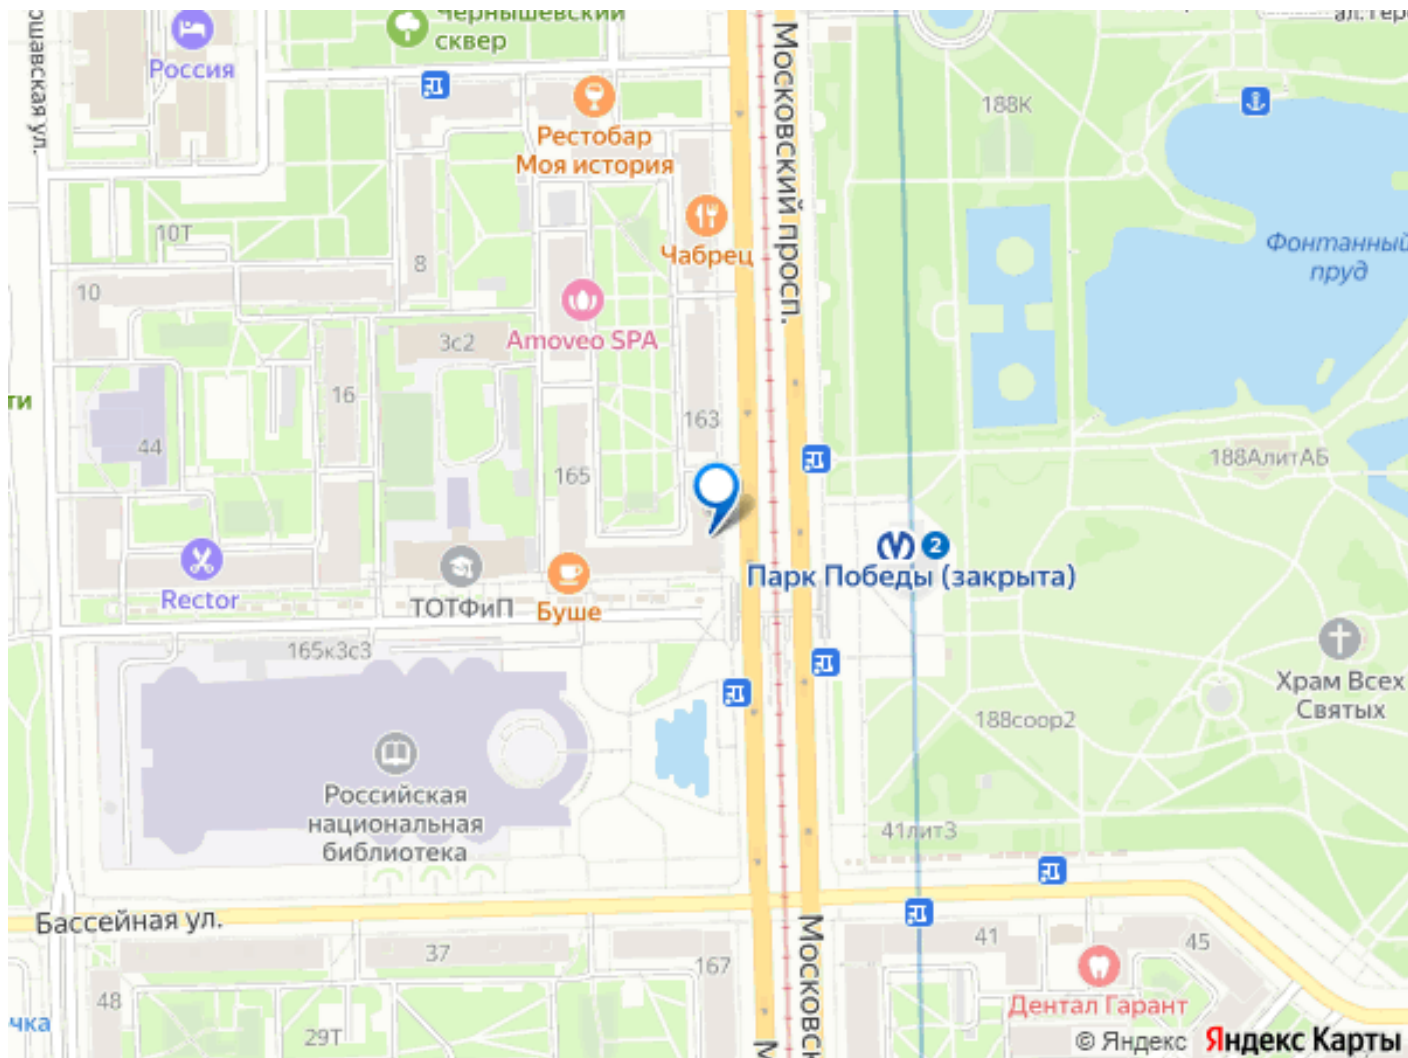 Чернышевский
сквер
Россия
188К
Рестобар
Моя история
Московский просп.
10Т
Чабрец
Фонтанный
пруд
8
10
3с2
Amoveo SPA
16
163
44
165
188АлитАБ
2
Парк Победы (закрыта)
Rector
ТОТФиП
Буше
165к3с3
Храм Всех
Святых
188соор2
Российская
национальная
библиотека
41лит3
Бассейная ул.
37
167
41
45
48
29Т
Дентал Гарант
© Яндекс
Яндекс Карты